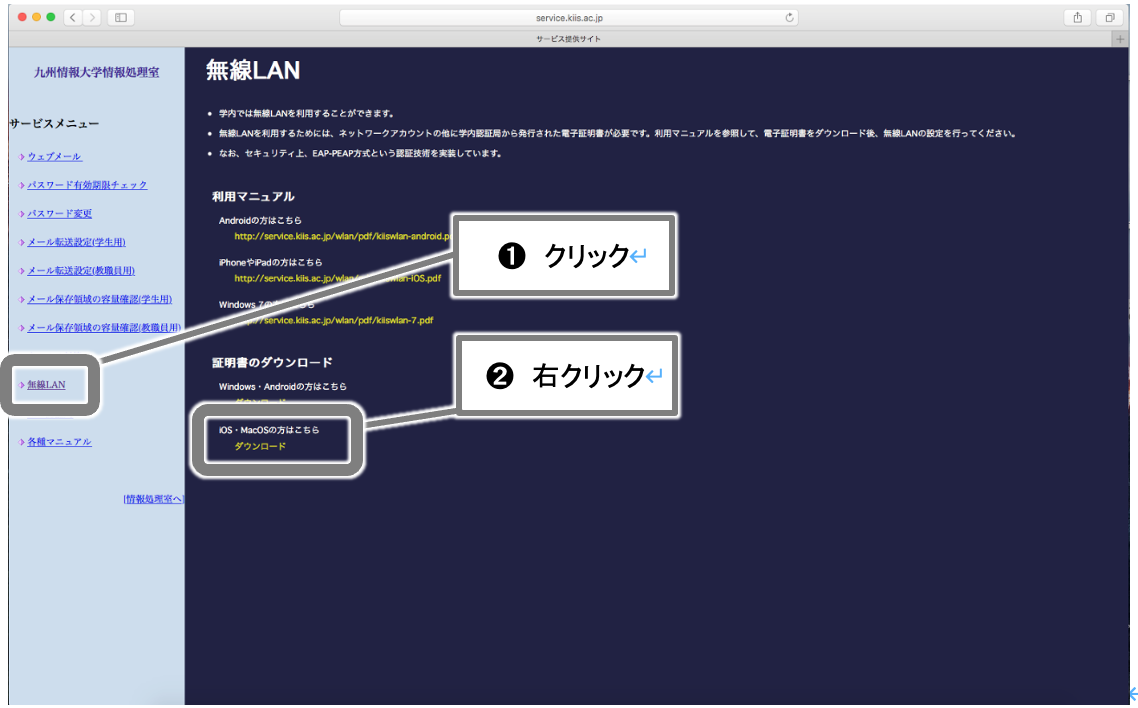 service.kiis.ac.jp
サービス提供サイト
九州情報大学情報処理室
サービスメニュー
ウェブメール
パスワード有効期限チェック
パスワード変更
メール転送設定(学生用)
メール転送設定(教職員用)
メール保存領域の容量確認(学生用)
メール保存領域の容量確認(教職員用)
無線LAN
各種マニュアル
[情報処理室へ]
無線LAN
• 学内では無線LANを利用することができます。
• 無線LANを利用するためには、ネットワークアカウントの他に学内認証局から発行された電子証明書が必要です。利用マニュアルを参照して、電子証明書をダウンロード後、無線LANの設定を行ってください。
• なお、セキュリティ上、EAP-PEAP方式という認証技術を実装しています。
利用マニュアル
Androidの方はこちら
http://service.kiis.ac.jp/wlan/pdf/kiiswlan-android.p
iPhoneやiPadの方はこちら
http://service.kiis.ac.jp/wlan/ -iOS.pdf
Windows 7の こちら
service.kiis.ac.jp/wlan/pdf/kiiswlan-7.pdf
証明書のダウンロード
Windows・Androidの方はこちら
ダウンロード
iOS・MacOSの方はこちら
ダウンロード
❶ クリック↵
❷ 右クリック↵